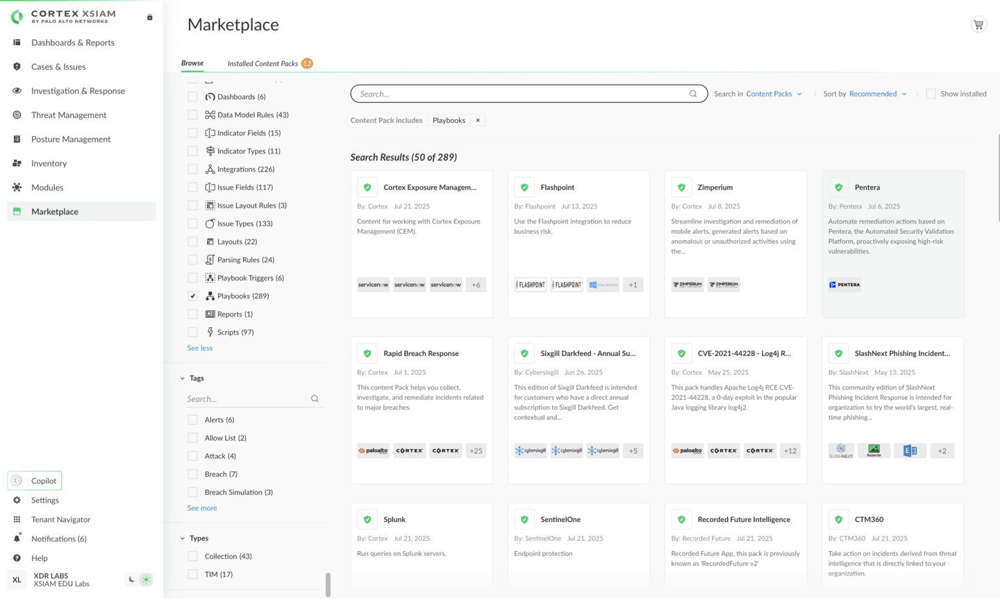 CORTEX XSIAM
BY PALO ALTO NETWORKS
Dashboards & Reports
Cases & Issues
Investigation & Response
Threat Management
Posture Management
Inventory
Modules
Marketplace
Copilot
Settings
Tenant Navigator
Notifications (6)
Help
XL
XDR LABS
XSIAM EDU Labs
Marketplace
Browse
Installed Content Packs 12
Dashboards (6)
Data Model Rules (43)
Indicator Fields (15)
Indicator Types (11)
Integrations (226)
Issue Fields (117)
Issue Layout Rules (3)
Issue Types (133)
Layouts (22)
Parsing Rules (24)
Playbook Triggers (6)
Playbooks (289)
Reports (1)
Scripts (97)
See less
Tags
Search...
Alerts (6)
Allow List (2)
Attack (4)
Breach (7)
Breach Simulation (3)
See more
Types
Collection (43)
TIM (17)
Search...
Search in Content Packs
Sort by Recommended
Show installed
Content Pack includes Playbooks ×
Search Results (50 of 289)
Cortex Exposure Managem...
By: Cortex Jul 21, 2025
Content for working with Cortex Exposure
Management (CEM).
servicenow servicenow servicenow +6
Flashpoint
By: Flashpoint Jul 13, 2025
Use the Flashpoint integration to reduce
business risk.
FLASHPOINT FLASHPOINT +1
Zimperium
By: Cortex Jul 8, 2025
Streamline investigation and remediation of
mobile alerts, generated alerts based on
anomalous or unauthorized activities using
the...
ZIMPERIUM ZIMPERIUM
Pentera
By: Pentera Jul 6, 2025
Automate remediation actions based on
Pentera, the Automated Security Validation
Platform, proactively exposing high-risk
vulnerabilities.
PENTERA
Rapid Breach Response
By: Cortex Jul 1, 2025
This content Pack helps you collect,
investigate, and remediate incidents related
to major breaches.
paloalto CORTEX CORTEX +25
Sixgill Darkfeed - Annual Su...
By: Cybersixgill Jun 26, 2025
This edition of Sixgill Darkfeed is intended
for customers who have a direct annual
subscription to Sixgill Darkfeed. Get
contextual and...
cybersixgill cybersixgill cybersixgill +5
CVE-2021-44228 - Log4j R...
By: Cortex May 25, 2025
This pack handles Apache Log4j RCE CVE-
2021-44228, a 0-day exploit in the popular
Java logging library log4j2.
paloalto CORTEX CORTEX +12
SlashNext Phishing Incident...
By: SlashNext May 13, 2025
This community edition of SlashNext
Phishing Incident Response is intended for
organization to try the world's largest, real-
time phishing...
SLASHNEXT Rasterize +2
Splunk
By: Cortex Jul 21, 2025
Run queries on Splunk servers.
SentinelOne
By: SentinelOne Jul 21, 2025
Endpoint protection
Recorded Future Intelligence
By: Recorded Future Jul 21, 2025
Recorded Future App, this pack is previously
known as 'RecordedFuture v2'
CTM360
By: CTM360 Jul 21, 2025
Take action on incidents derived from threat
intelligence that is directly linked to your
organization.